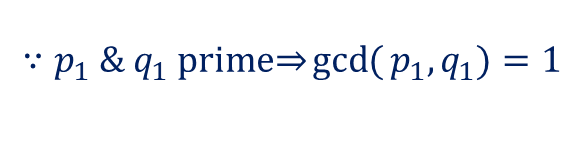 ∵ p₁ & q₁ prime⇒gcd( p₁, q₁) = 1